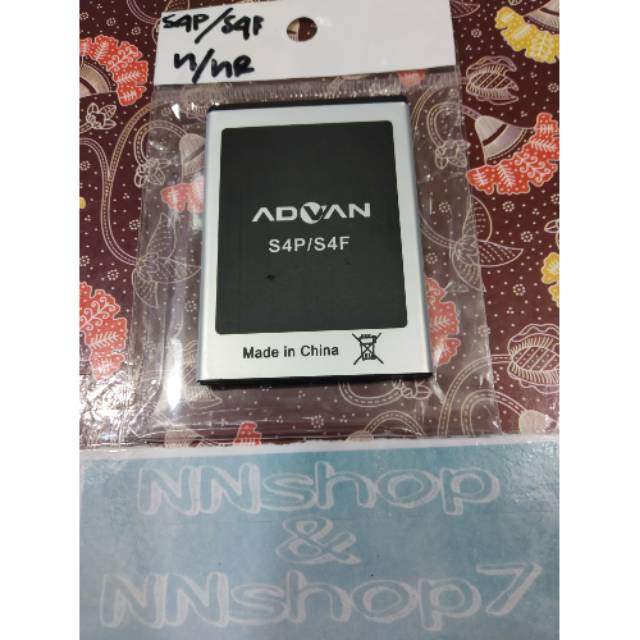 S4P/S4F
n/nR
ADVAN
S4P/S4F
Made in China
NNshop
&
NNshop7